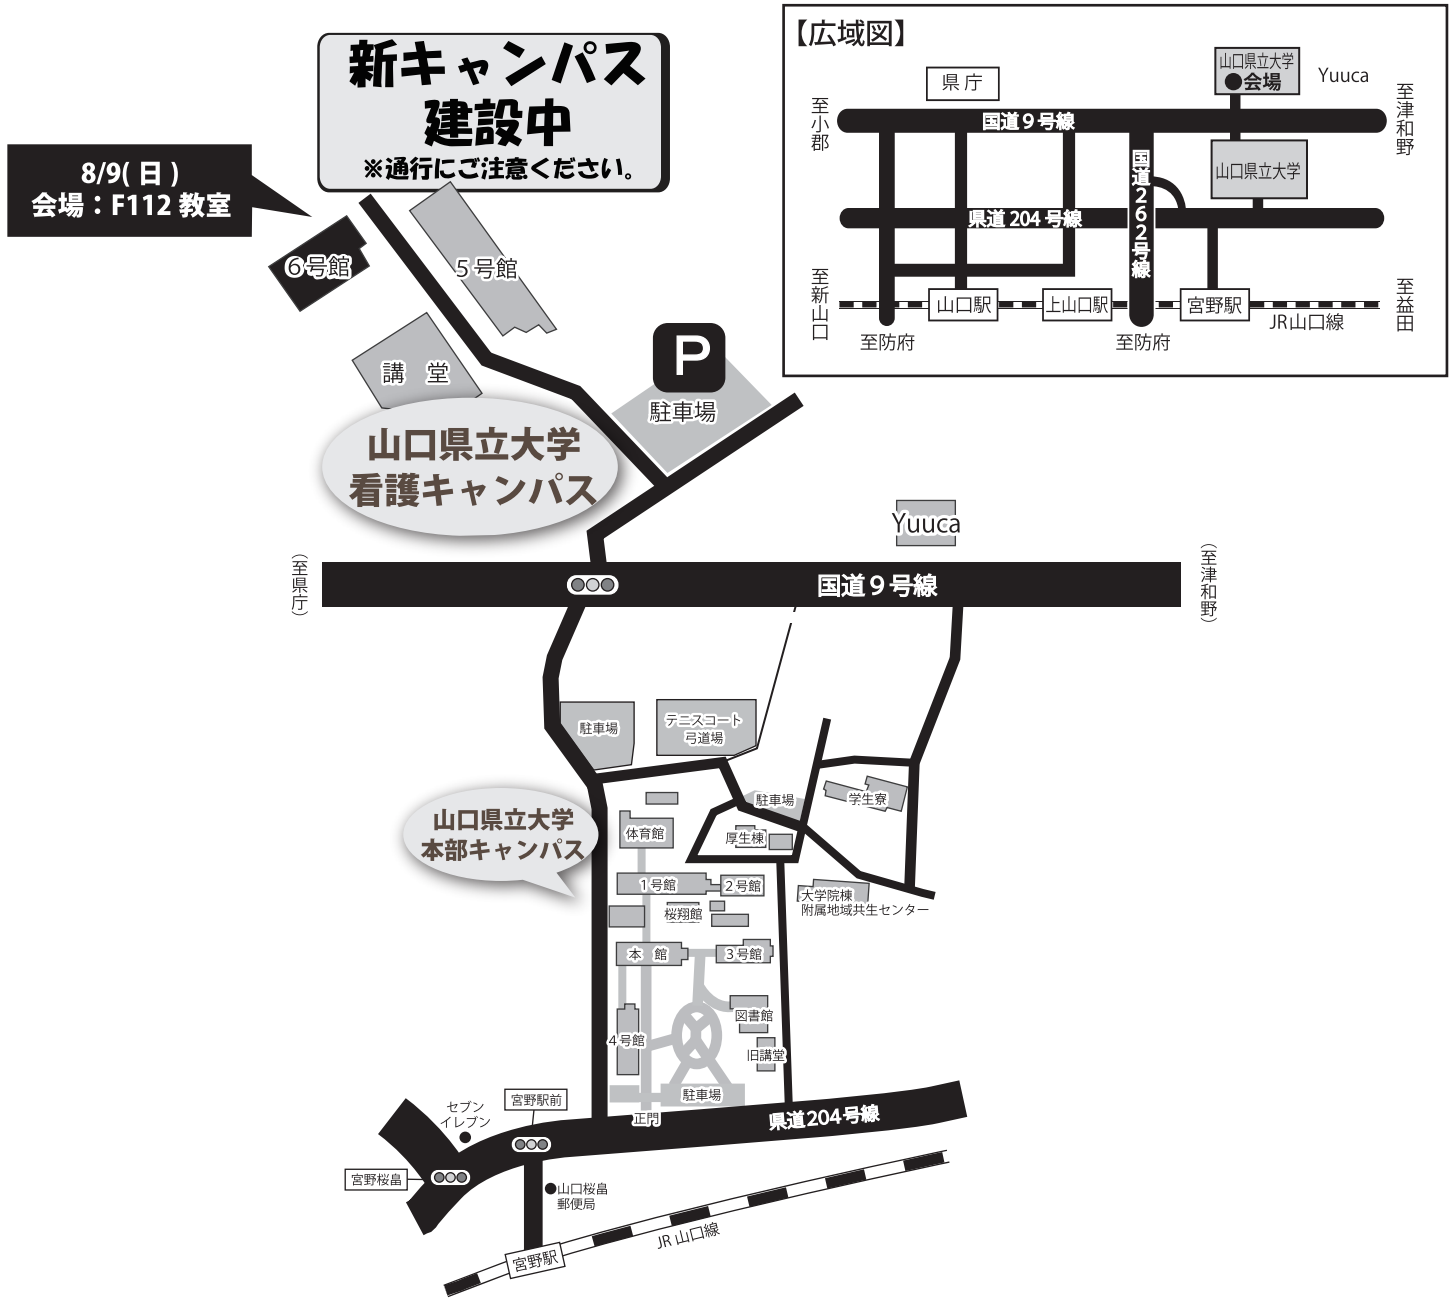 新キャンパス
建設中
※通行にご注意ください。
8/9( 日 )
会場：F112 教室
6号館
5号館
講　堂
P
駐車場
山口県立大学
看護キャンパス
【広域図】
県 庁
山口県立大学
●会場
Yuuca
至小郡
国道９号線
至津和野
国道262号線
山口県立大学
県道 204 号線
至新山口
山口駅
上山口駅
宮野駅
至益田
JR山口線
至防府
至防府
Yuuca
（至県庁）
国道９号線
（至津和野）
駐車場
テニスコート
弓道場
山口県立大学
本部キャンパス
駐車場
学生寮
体育館
厚生棟
１号館
２号館
大学院棟
附属地域共生センター
桜翔館
本　館
３号館
図書館
４号館
旧講堂
駐車場
正門
県道204号線
宮野駅前
セブン
イレブン
宮野桜畠
山口桜畠
郵便局
JR 山口線
宮野駅